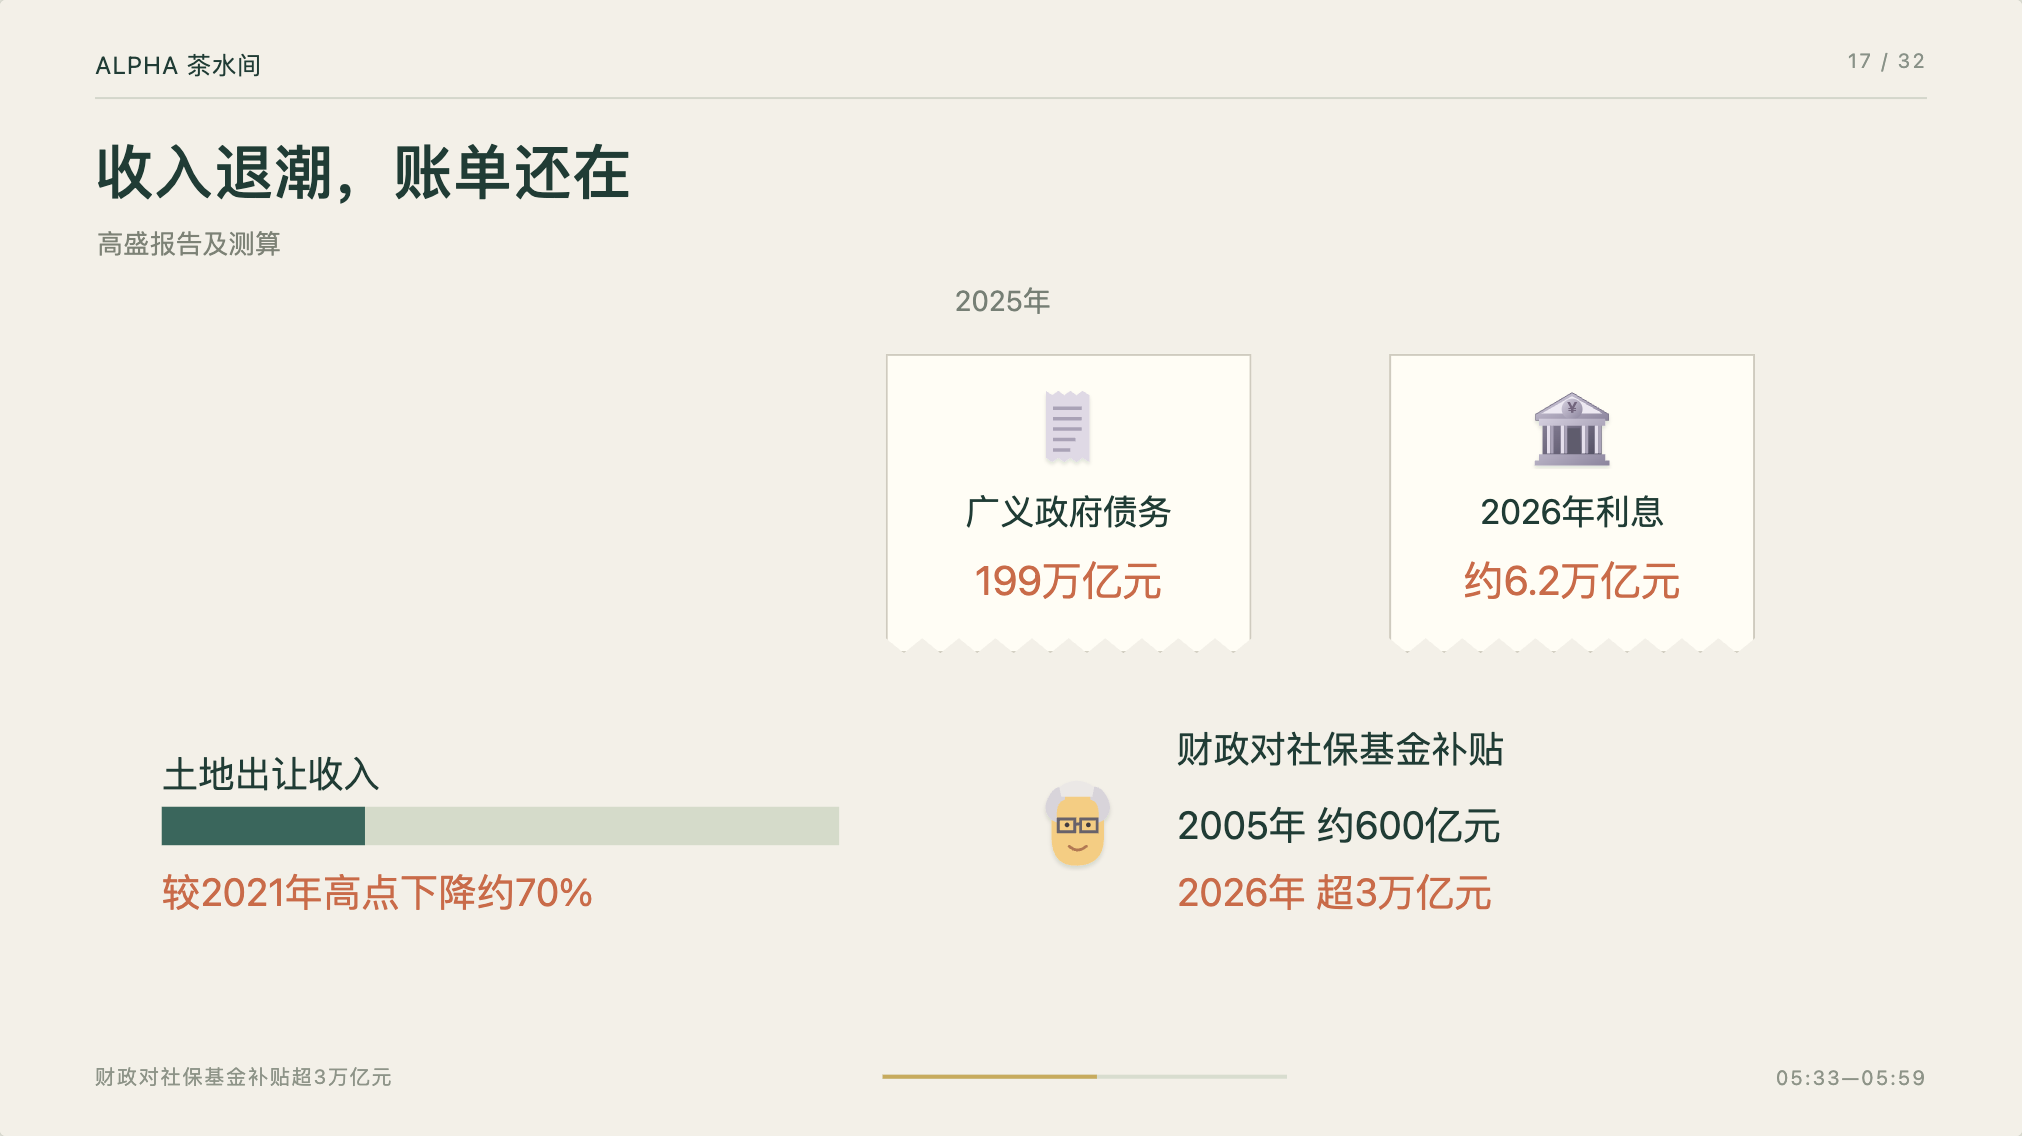 ALPHA 茶水间
17 / 32
收入退潮，账单还在
高盛报告及测算
2025年
广义政府债务
199万亿元
¥
2026年利息
约6.2万亿元
土地出让收入
较2021年高点下降约70%
财政对社保基金补贴
2005年 约600亿元
2026年 超3万亿元
财政对社保基金补贴超3万亿元
05:33—05:59